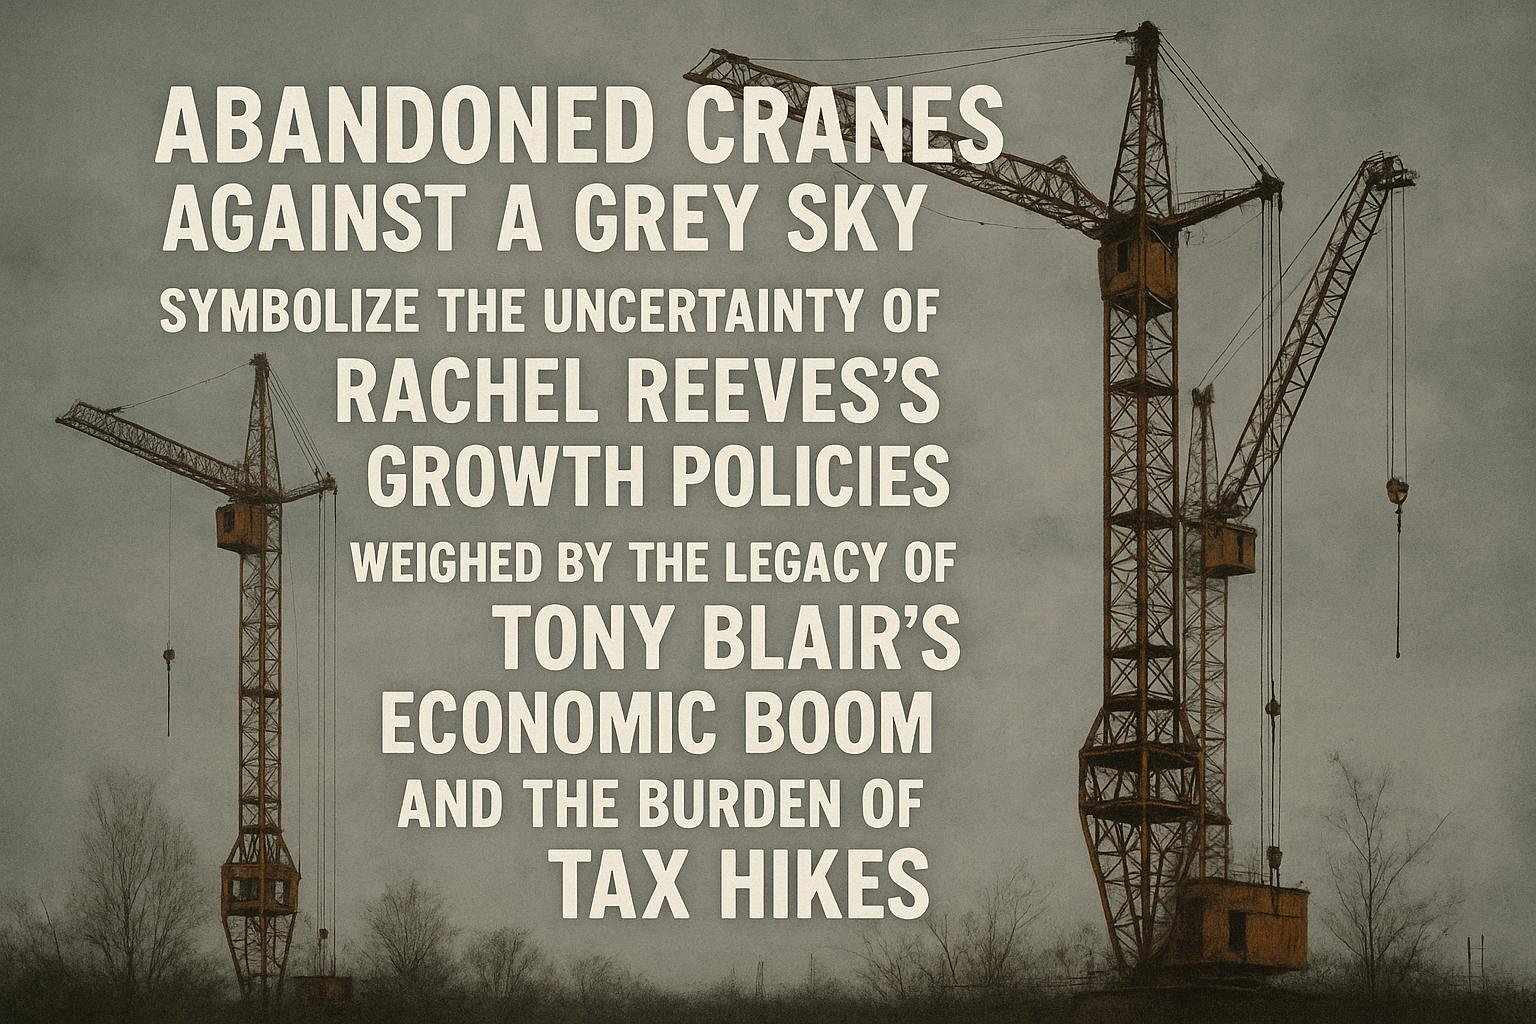 ABANDONED CRANES
AGAINST A GREY SKY
SYMBOLIZE THE UNCERTAINTY OF
RACHEL REEVES'S
GROWTH POLICIES
WEIGHED BY THE LEGACY OF
TONY BLAIR'S
ECONOMIC BOOM
AND THE BURDEN OF
TAX HIKES